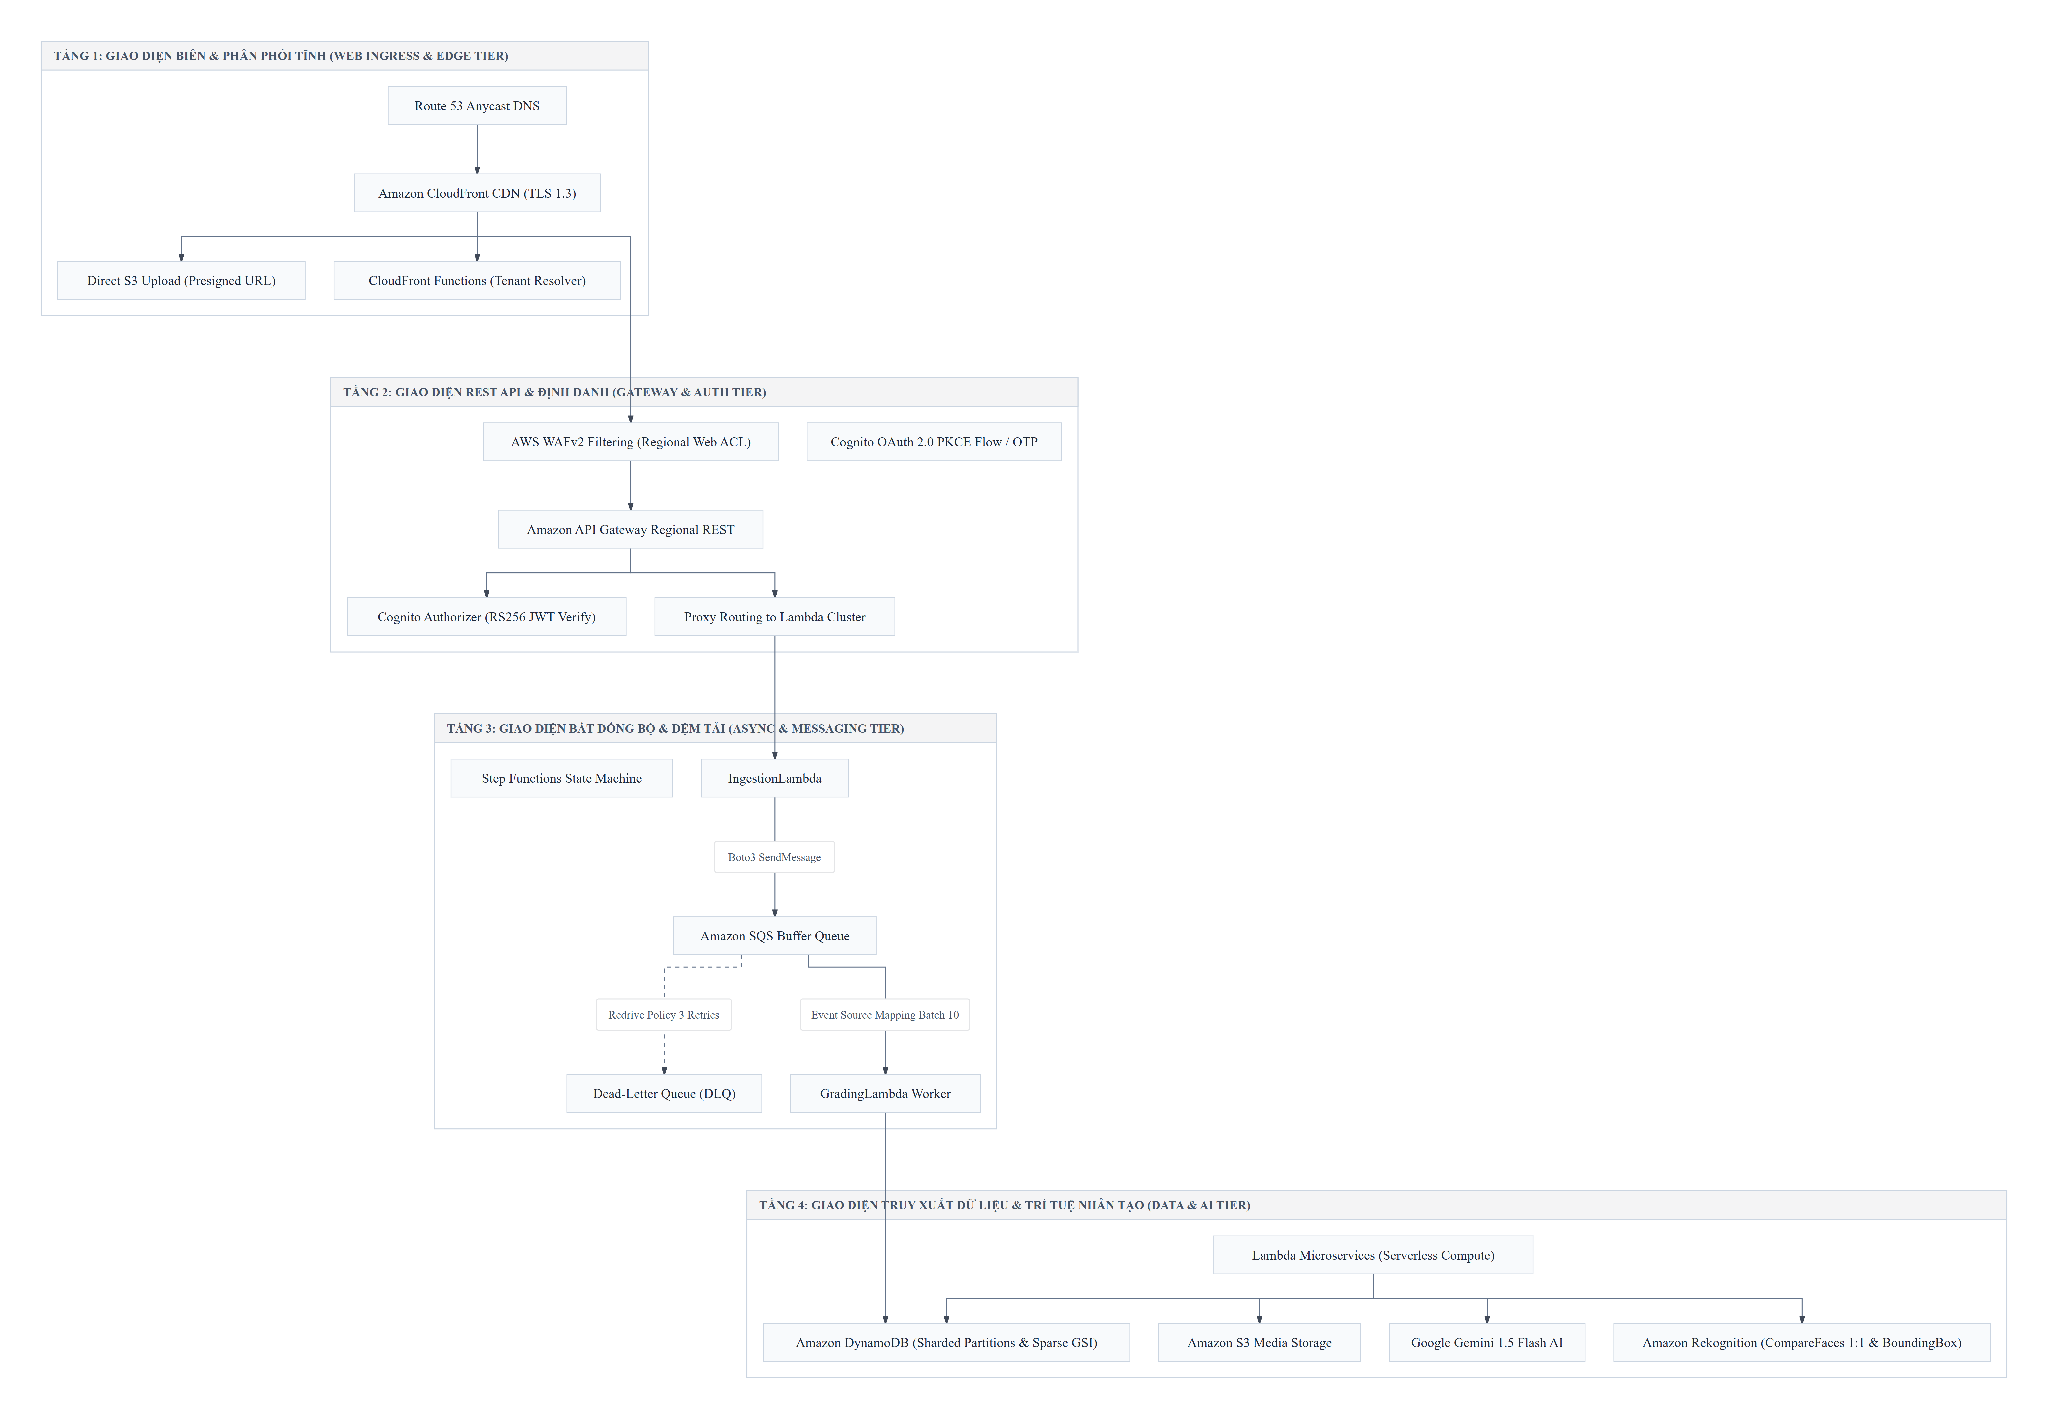 TẦNG 1: GIAO DIỆN BIÊN & PHÂN PHỐI TĨNH (WEB INGRESS & EDGE TIER)
Route 53 Anycast DNS
Amazon CloudFront CDN (TLS 1.3)
Direct S3 Upload (Presigned URL)
CloudFront Functions (Tenant Resolver)
TẦNG 2: GIAO DIỆN REST API & ĐỊNH DANH (GATEWAY & AUTH TIER)
AWS WAFv2 Filtering (Regional Web ACL)
Cognito OAuth 2.0 PKCE Flow / OTP
Amazon API Gateway Regional REST
Cognito Authorizer (RS256 JWT Verify)
Proxy Routing to Lambda Cluster
TẦNG 3: GIAO DIỆN BẤT ĐỒNG BỘ & ĐỆM TẢI (ASYNC & MESSAGING TIER)
Step Functions State Machine
IngestionLambda
Boto3 SendMessage
Amazon SQS Buffer Queue
Redrive Policy 3 Retries
Event Source Mapping Batch 10
Dead-Letter Queue (DLQ)
GradingLambda Worker
TẦNG 4: GIAO DIỆN TRUY XUẤT DỮ LIỆU & TRÍ TUỆ NHÂN TẠO (DATA & AI TIER)
Lambda Microservices (Serverless Compute)
Amazon DynamoDB (Sharded Partitions & Sparse GSI)
Amazon S3 Media Storage
Google Gemini 1.5 Flash AI
Amazon Rekognition (CompareFaces 1:1 & BoundingBox)